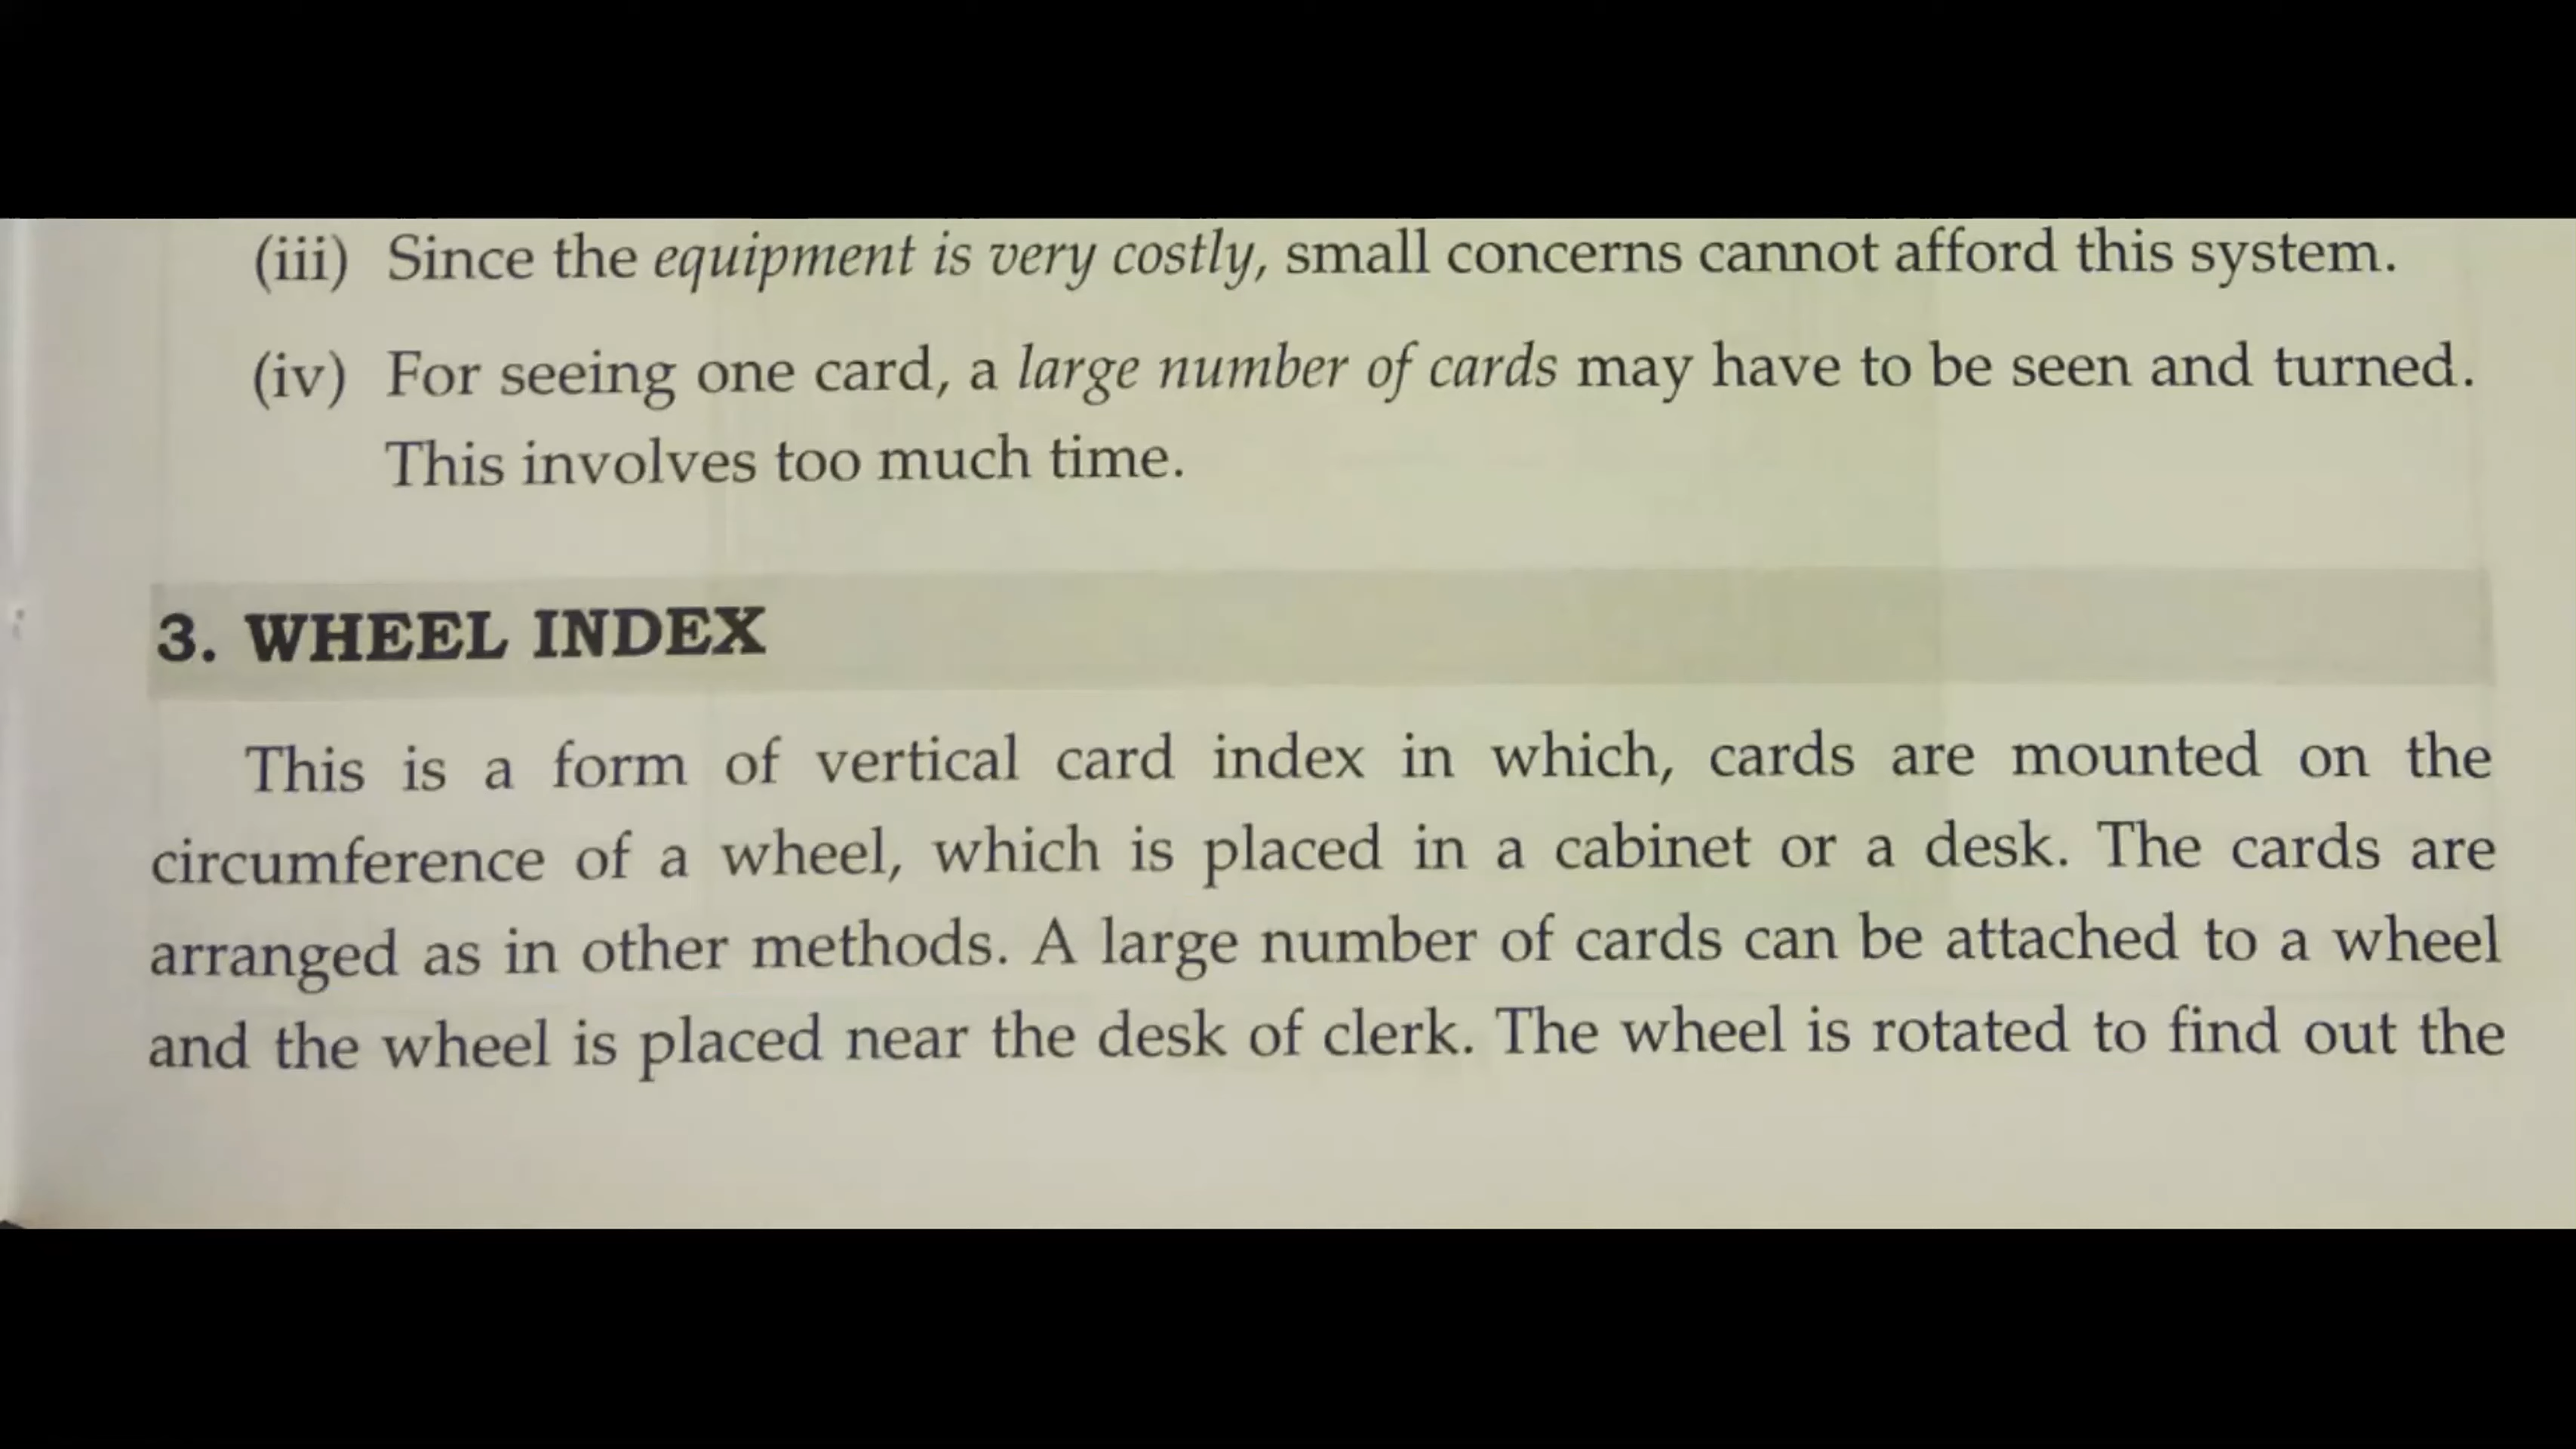 (iii) Since the equipment is very costly, small concerns cannot afford this system.
(iv) For seeing one card, a large number of cards may have to be seen and turned.
This involves too much time.
3. WHEEL INDEX
This is a form of vertical card index in which, cards are mounted on the
circumference of a wheel, which is placed in a cabinet or a desk. The cards are
arranged as in other methods. A large number of cards can be attached to a wheel
and the wheel is placed near the desk of clerk. The wheel is rotated to find out the